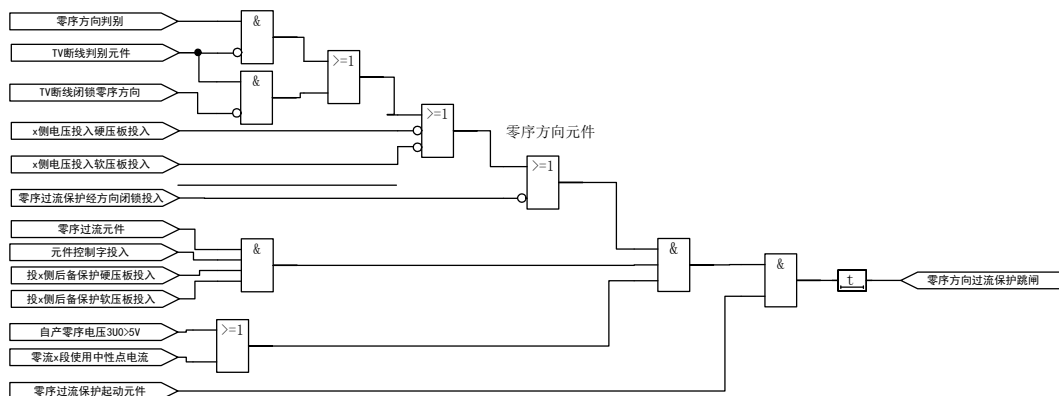 零序方向判别
&
TV断线判别元件
>=1
&
TV断线闭锁零序方向
>=1
x侧电压投入硬压板投入
零序方向元件
x侧电压投入软压板投入
>=1
零序过流保护经方向闭锁投入
零序过流元件
&
&
元件控制字投入
&
投x侧后备保护硬压板投入
t
零序方向过流保护跳闸
投x侧后备保护软压板投入
自产零序电压3U0>5V
>=1
零流x段使用中性点电流
零序过流保护起动元件